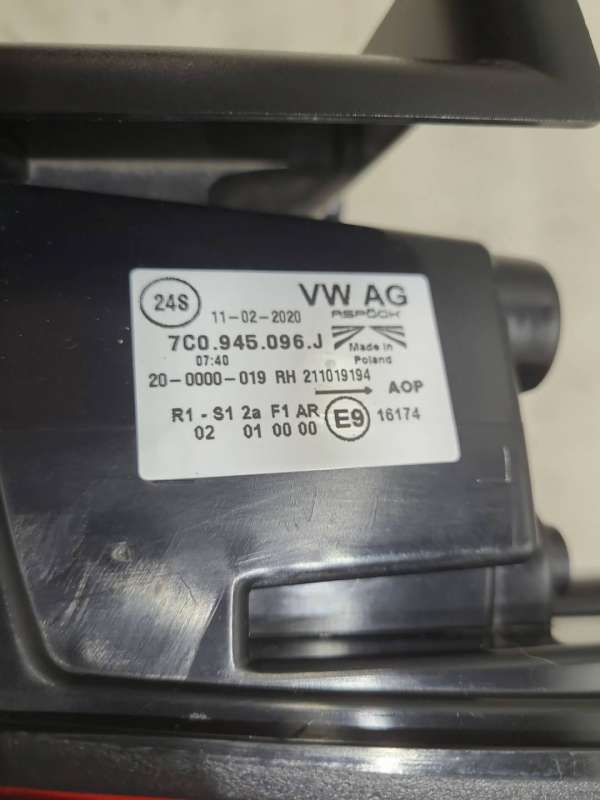 24S
11-02-2020
VW AG
ASPÖCK
7C0.945.096.J
07:40
Made in
Poland
20-0000-019 RH 211019194
AOP
R1 - S1 2a F1 AR
02 01 00 00
E9
16174